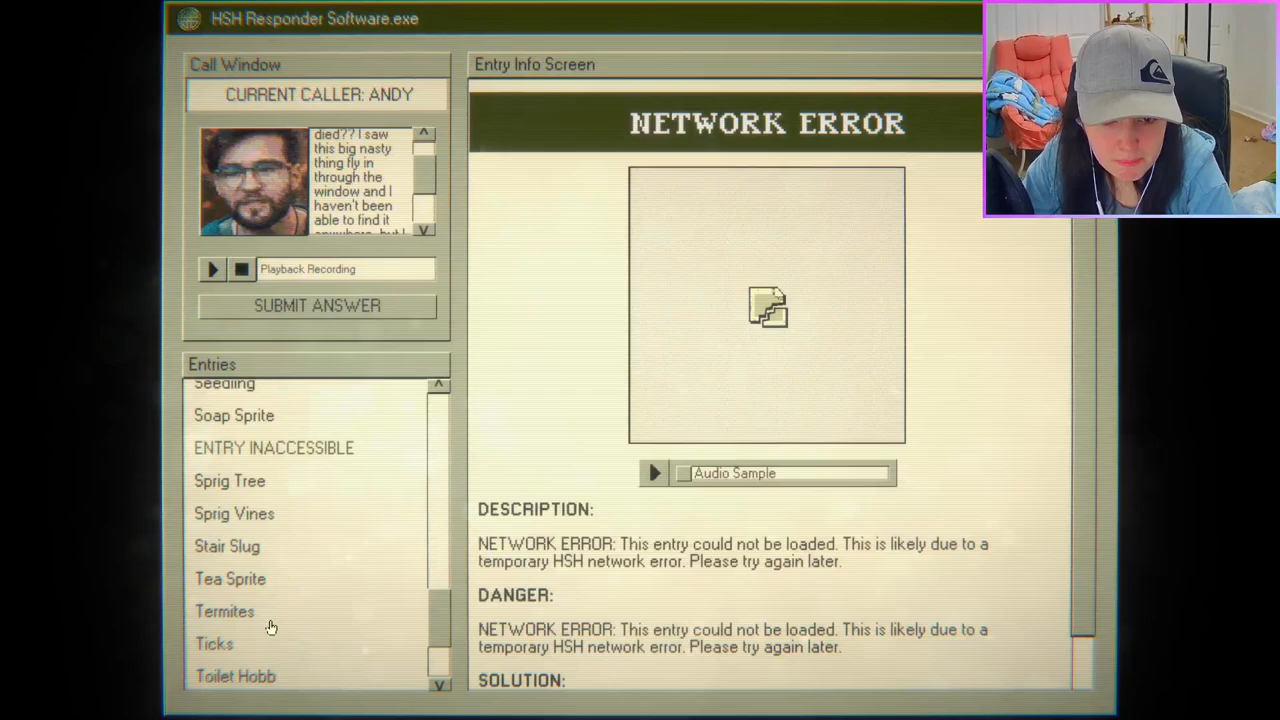 HSH Responder Software.exe
Call Window
CURRENT CALLER: ANDY
died?? I saw
this big nasty
thing fly in
through the
window and I
haven't been
able to find it
anywhere, but I
Playback Recording
SUBMIT ANSWER
Entries
Seedling
Soap Sprite
ENTRY INACCESSIBLE
Sprig Tree
Sprig Vines
Stair Slug
Tea Sprite
Termites
Ticks
Toilet Hobb
Entry Info Screen
NETWORK ERROR
Audio Sample
DESCRIPTION:
NETWORK ERROR: This entry could not be loaded. This is likely due to a
temporary HSH network error. Please try again later.
DANGER:
NETWORK ERROR: This entry could not be loaded. This is likely due to a
temporary HSH network error. Please try again later.
SOLUTION: